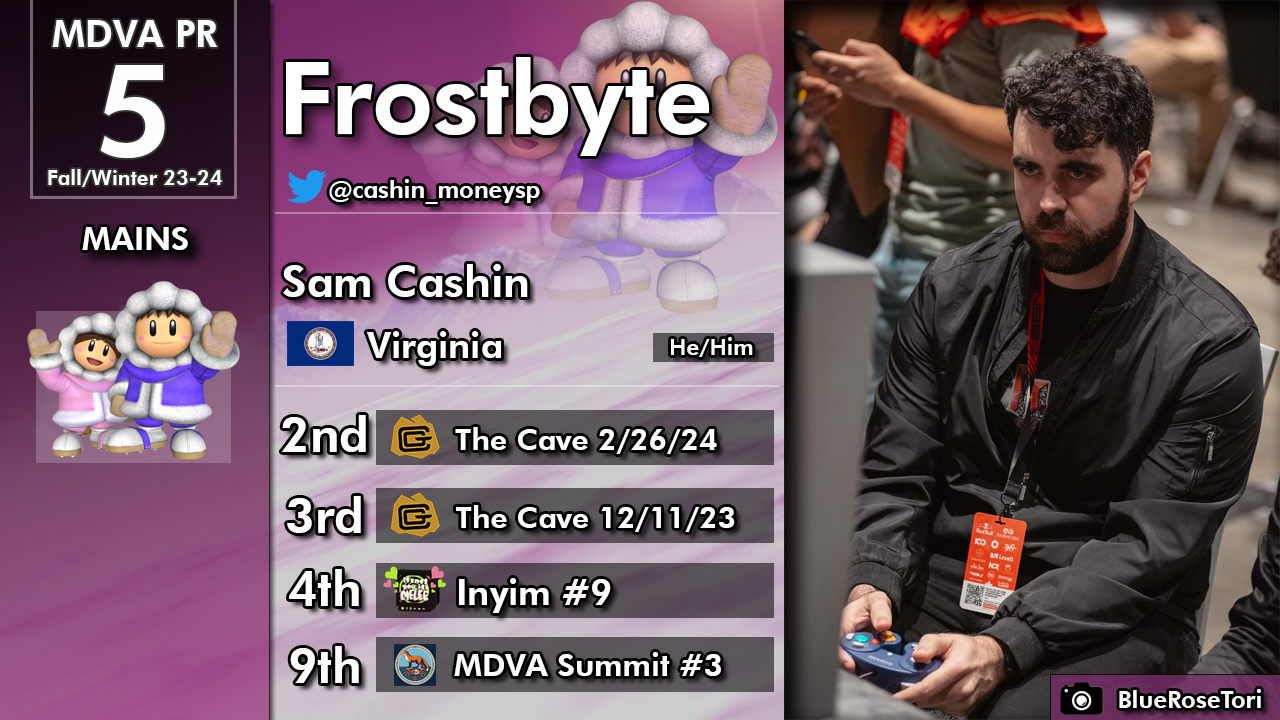 MDVA PR
5
Fall/Winter 23-24
MAINS
Frostbyte
@cashin_moneysp
Sam Cashin
Virginia
He/Him
2nd
The Cave 2/26/24
3rd
The Cave 12/11/23
4th
Inyim #9
9th
MDVA Summit #3
MELEE
BlueRoseTori